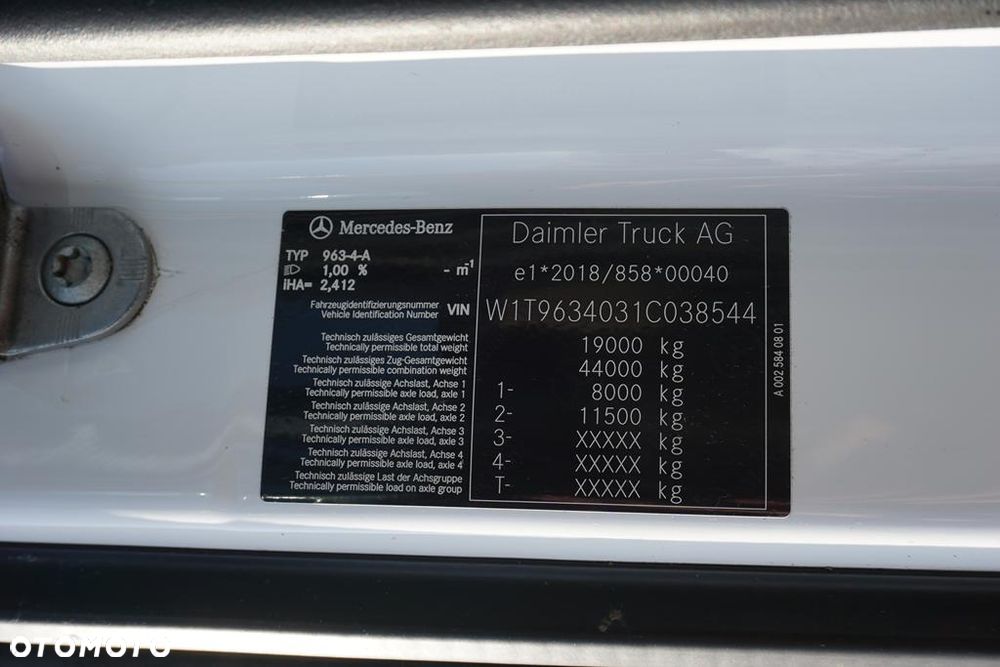 Mercedes-Benz
TYP 963-4-A
1,00 % - m-1
iHA= 2,412
Fahrzeugidentifizierungsnummer
Vehicle Identification Number VIN
Technisch zulässiges Gesamtgewicht
Technically permissible total weight
Technisch zulässiges Zug-Gesamtgewicht
Technically permissible combination weight
Technisch zulässige Achslast, Achse 1
Technically permissible axle load, axle 1
Technisch zulässige Achslast, Achse 2
Technically permissible axle load, axle 2
Technisch zulässige Achslast, Achse 3
Technically permissible axle load, axle 3
Technisch zulässige Achslast, Achse 4
Technically permissible axle load, axle 4
Technisch zulässige Last der Achsgruppe
Technically permissible load on axle group
Daimler Truck AG
e1*2018/858*00040
W1T9634031C038544
19000 kg
44000 kg
1- 8000 kg
2- 11500 kg
3- XXXXX kg
4- XXXXX kg
T- XXXXX kg
A 002 584 08 01
OTOMOTO